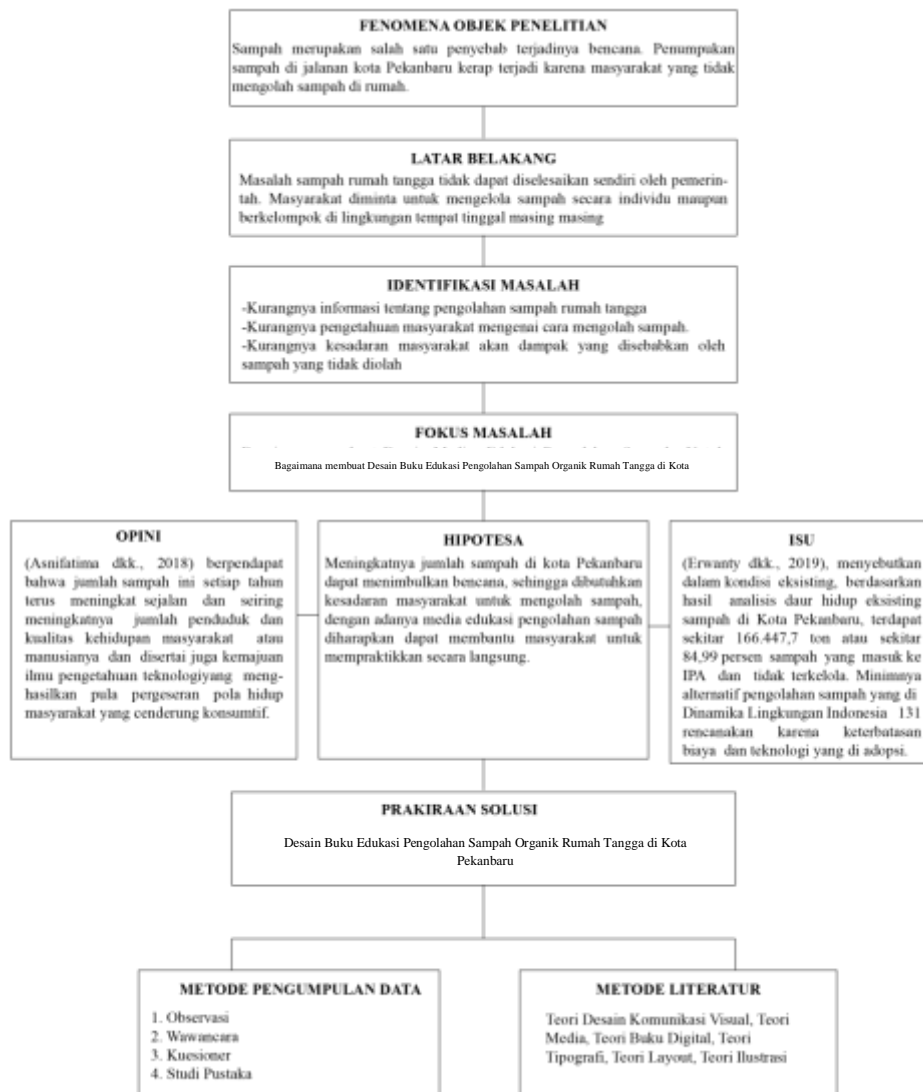 FENOMENA OBJEK PENELITIAN
Sampah merupakan salah satu penyebab terjadinya bencana. Penumpukan
sampah di jalanan kota Pekanbaru kerap terjadi karena masyarakat yang tidak
mengolah sampah di rumah.
LATAR BELAKANG
Masalah sampah rumah tangga tidak dapat diselesaikan sendiri oleh pemerin-
tah. Masyarakat diminta untuk mengelola sampah secara individu maupun
berkelompok di lingkungan tempat tinggal masing masing
IDENTIFIKASI MASALAH
-Kurangnya informasi tentang pengolahan sampah rumah tangga
-Kurangnya pengetahuan masyarakat mengenai cara mengolah sampah.
-Kurangnya kesadaran masyarakat akan dampak yang disebabkan oleh
sampah yang tidak diolah
FOKUS MASALAH
Bagaimana membuat Desain Buku Edukasi Pengolahan Sampah Organik Rumah Tangga di Kota
OPINI
(Asnifatima dkk., 2018) berpendapat
bahwa jumlah sampah ini setiap tahun
terus meningkat sejalan dan seiring
meningkatnya jumlah penduduk dan
kualitas kehidupan masyarakat atau
manusianya dan disertai juga kemajuan
ilmu pengetahuan teknologiyang meng-
hasilkan pula pergeseran pola hidup
masyarakat yang cenderung konsumtif.
HIPOTESA
Meningkatnya jumlah sampah di kota Pekanbaru
dapat menimbulkan bencana, sehingga dibutuhkan
kesadaran masyarakat untuk mengolah sampah,
dengan adanya media edukasi pengolahan sampah
diharapkan dapat membantu masyarakat untuk
mempraktikkan secara langsung.
ISU
(Erwanty dkk., 2019), menyebutkan
dalam kondisi eksisting, berdasarkan
hasil analisis daur hidup eksisting
sampah di Kota Pekanbaru, terdapat
sekitar 166.447,7 ton atau sekitar
84,99 persen sampah yang masuk ke
IPA dan tidak terkelola. Minimnya
alternatif pengolahan sampah yang di
Dinamika Lingkungan Indonesia 131
rencanakan karena keterbatasan
biaya dan teknologi yang di adopsi.
PRAKIRAAN SOLUSI
Desain Buku Edukasi Pengolahan Sampah Organik Rumah Tangga di Kota
Pekanbaru
METODE PENGUMPULAN DATA
1. Observasi
2. Wawancara
3. Kuesioner
4. Studi Pustaka
METODE LITERATUR
Teori Desain Komunikasi Visual, Teori
Media, Teori Buku Digital, Teori
Tipografi, Teori Layout, Teori Ilustrasi